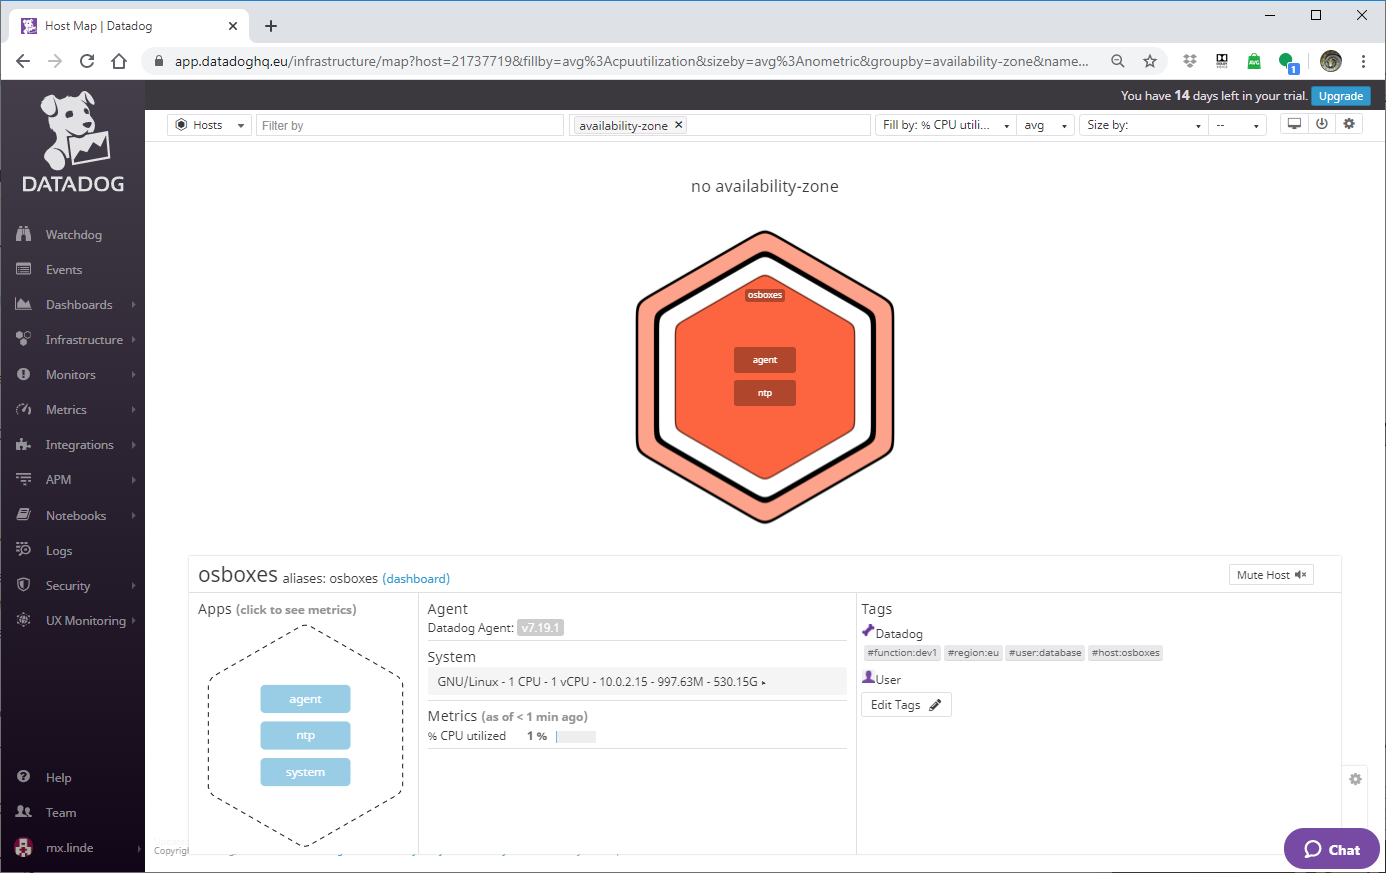 Host Map | Datadog
app.datadoghq.eu/infrastructure/map?host=21737719&fillby=avg%3Acpuutilization&sizeby=avg%3Anometric&groupby=availability-zone&name...
1
You have 14 days left in your trial. Upgrade
DATADOG
Hosts
Filter by
availability-zone
Fill by: % CPU utili...
avg
Size by:
--
Watchdog
Events
Dashboards
Infrastructure
Monitors
Metrics
Integrations
APM
Notebooks
Logs
Security
UX Monitoring
Help
Team
mx.linde
no availability-zone
osboxes
agent
ntp
osboxes aliases: osboxes (dashboard)
Mute Host
Apps (click to see metrics)
agent
ntp
system
Agent
Datadog Agent: v7.19.1
System
GNU/Linux - 1 CPU - 1 vCPU - 10.0.2.15 - 997.63M - 530.15G
Metrics (as of < 1 min ago)
% CPU utilized 1 %
Tags
Datadog
#function:dev1 #region:eu #user:database #host:osboxes
User
Edit Tags
Chat